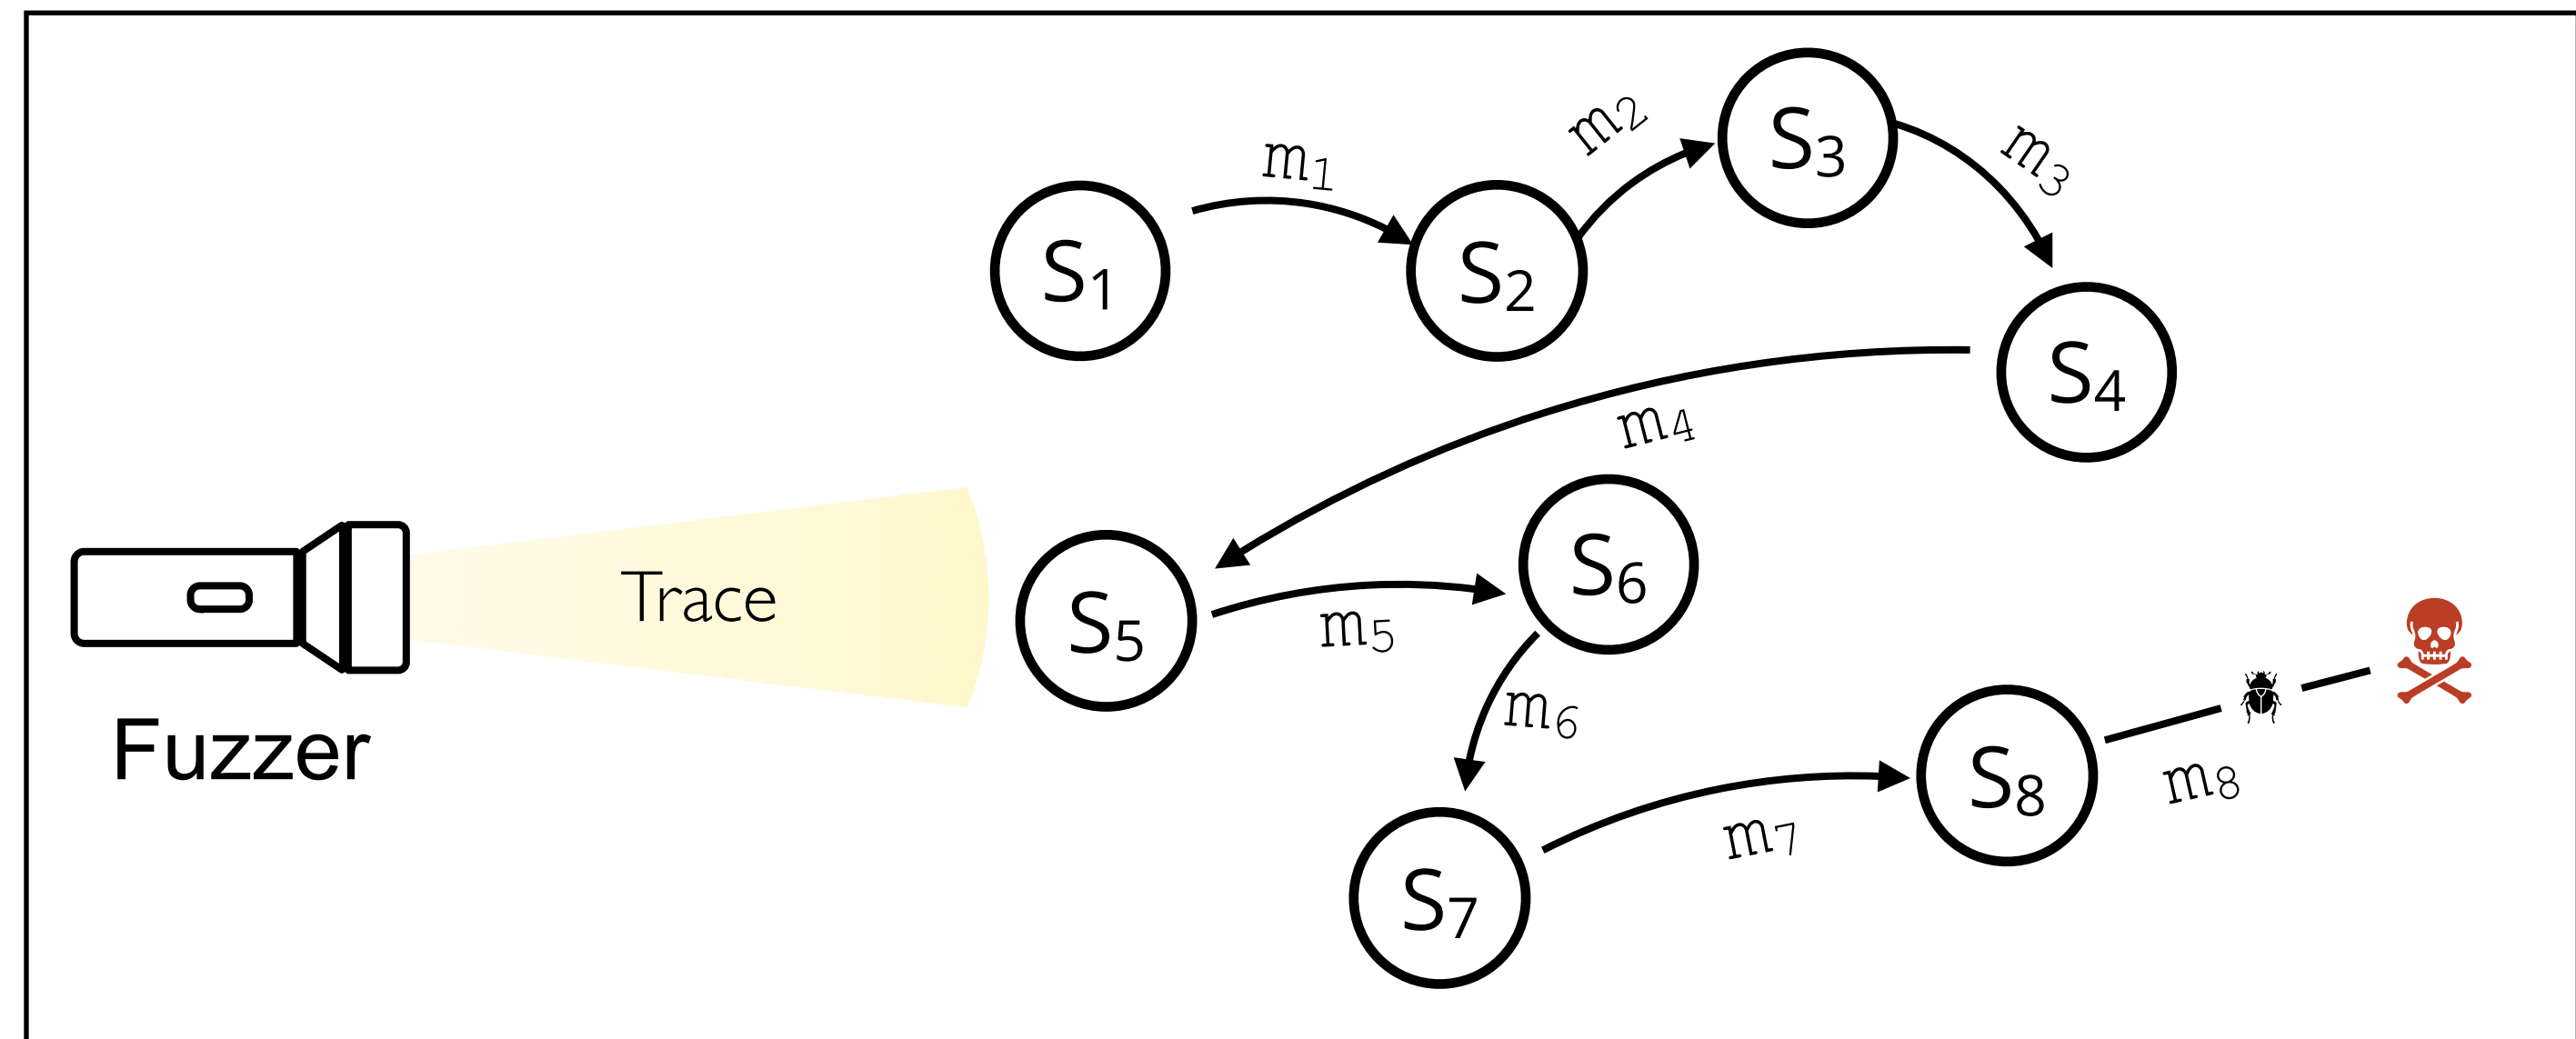 m₁
m₂
S₃
m₃
S₁
S₂
S₄
m₄
Trace
S₅
m₅
S₆
m₆
Fuzzer
m₇
S₈
m₈
S₇